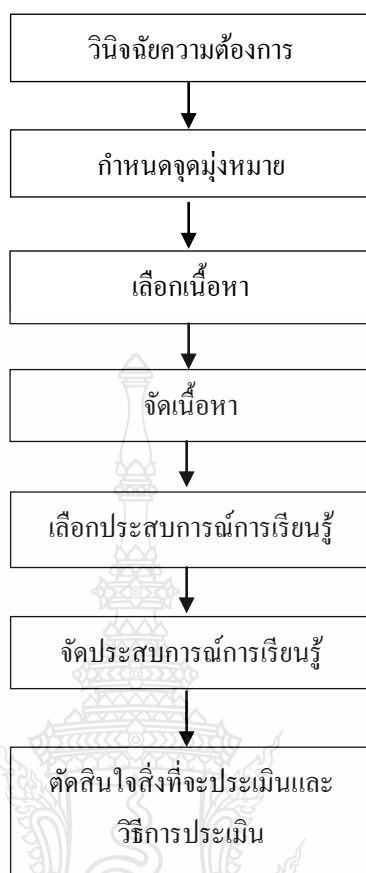 วินิจฉัยความต้องการ
กำหนดจุดมุ่งหมาย
เลือกเนื้อหา
จัดเนื้อหา
เลือกประสบการณ์การเรียนรู้
จัดประสบการณ์การเรียนรู้
ตัดสินใจสิ่งที่จะประเมินและ
วิธีการประเมิน